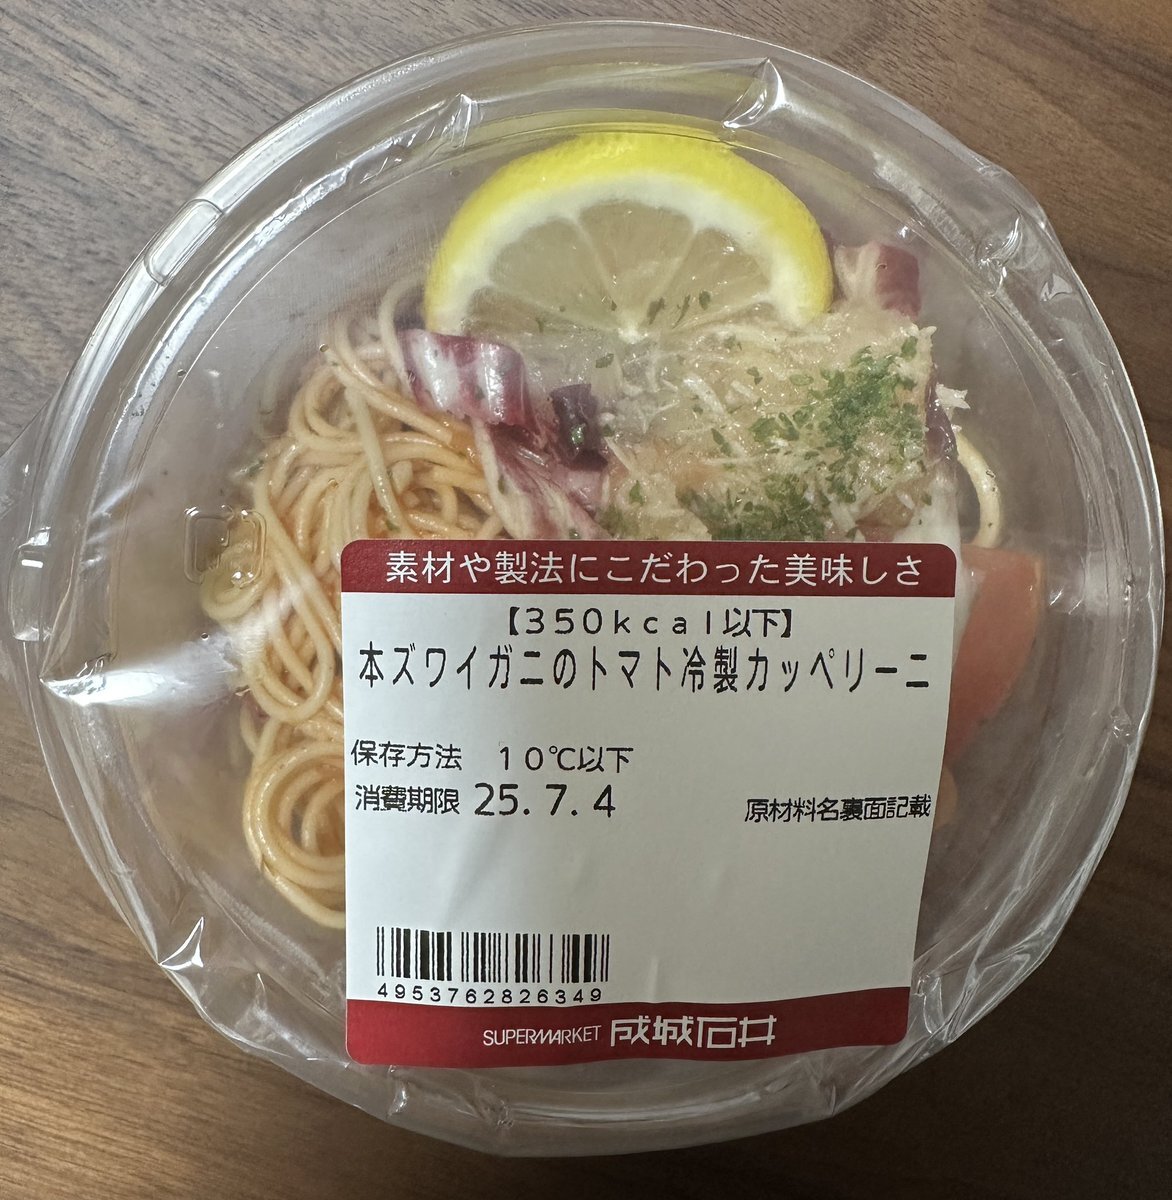 素材や製法にこだわった美味しさ
【350kcal以下】
本ズワイガニのトマト冷製カッペリーニ
保存方法 10℃以下
消費期限 25.7.4 原材料名裏面記載
4953762826349
SUPERMARKET 成城石井